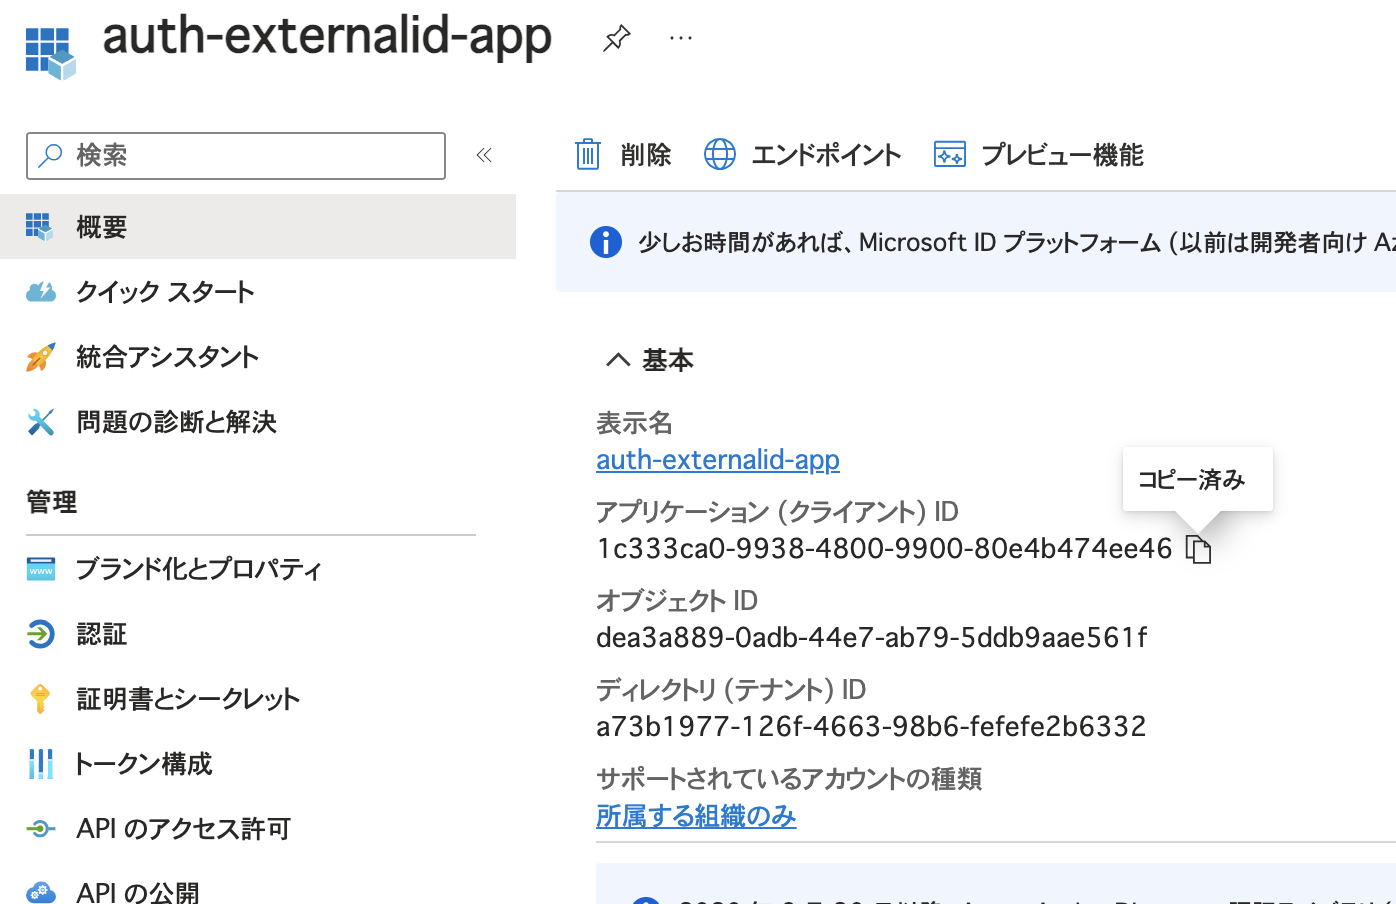 auth-externalid-app
検索
概要
クイック スタート
統合アシスタント
問題の診断と解決
管理
ブランド化とプロパティ
認証
証明書とシークレット
トークン構成
API のアクセス許可
API の公開
削除 エンドポイント プレビュー機能
少しお時間があれば、Microsoft ID プラットフォーム (以前は開発者向け Az
基本
表示名
auth-externalid-app
コピー済み
アプリケーション (クライアント) ID
1c333ca0-9938-4800-9900-80e4b474ee46
オブジェクト ID
dea3a889-0adb-44e7-ab79-5ddb9aae561f
ディレクトリ (テナント) ID
a73b1977-126f-4663-98b6-fefefe2b6332
サポートされているアカウントの種類
所属する組織のみ